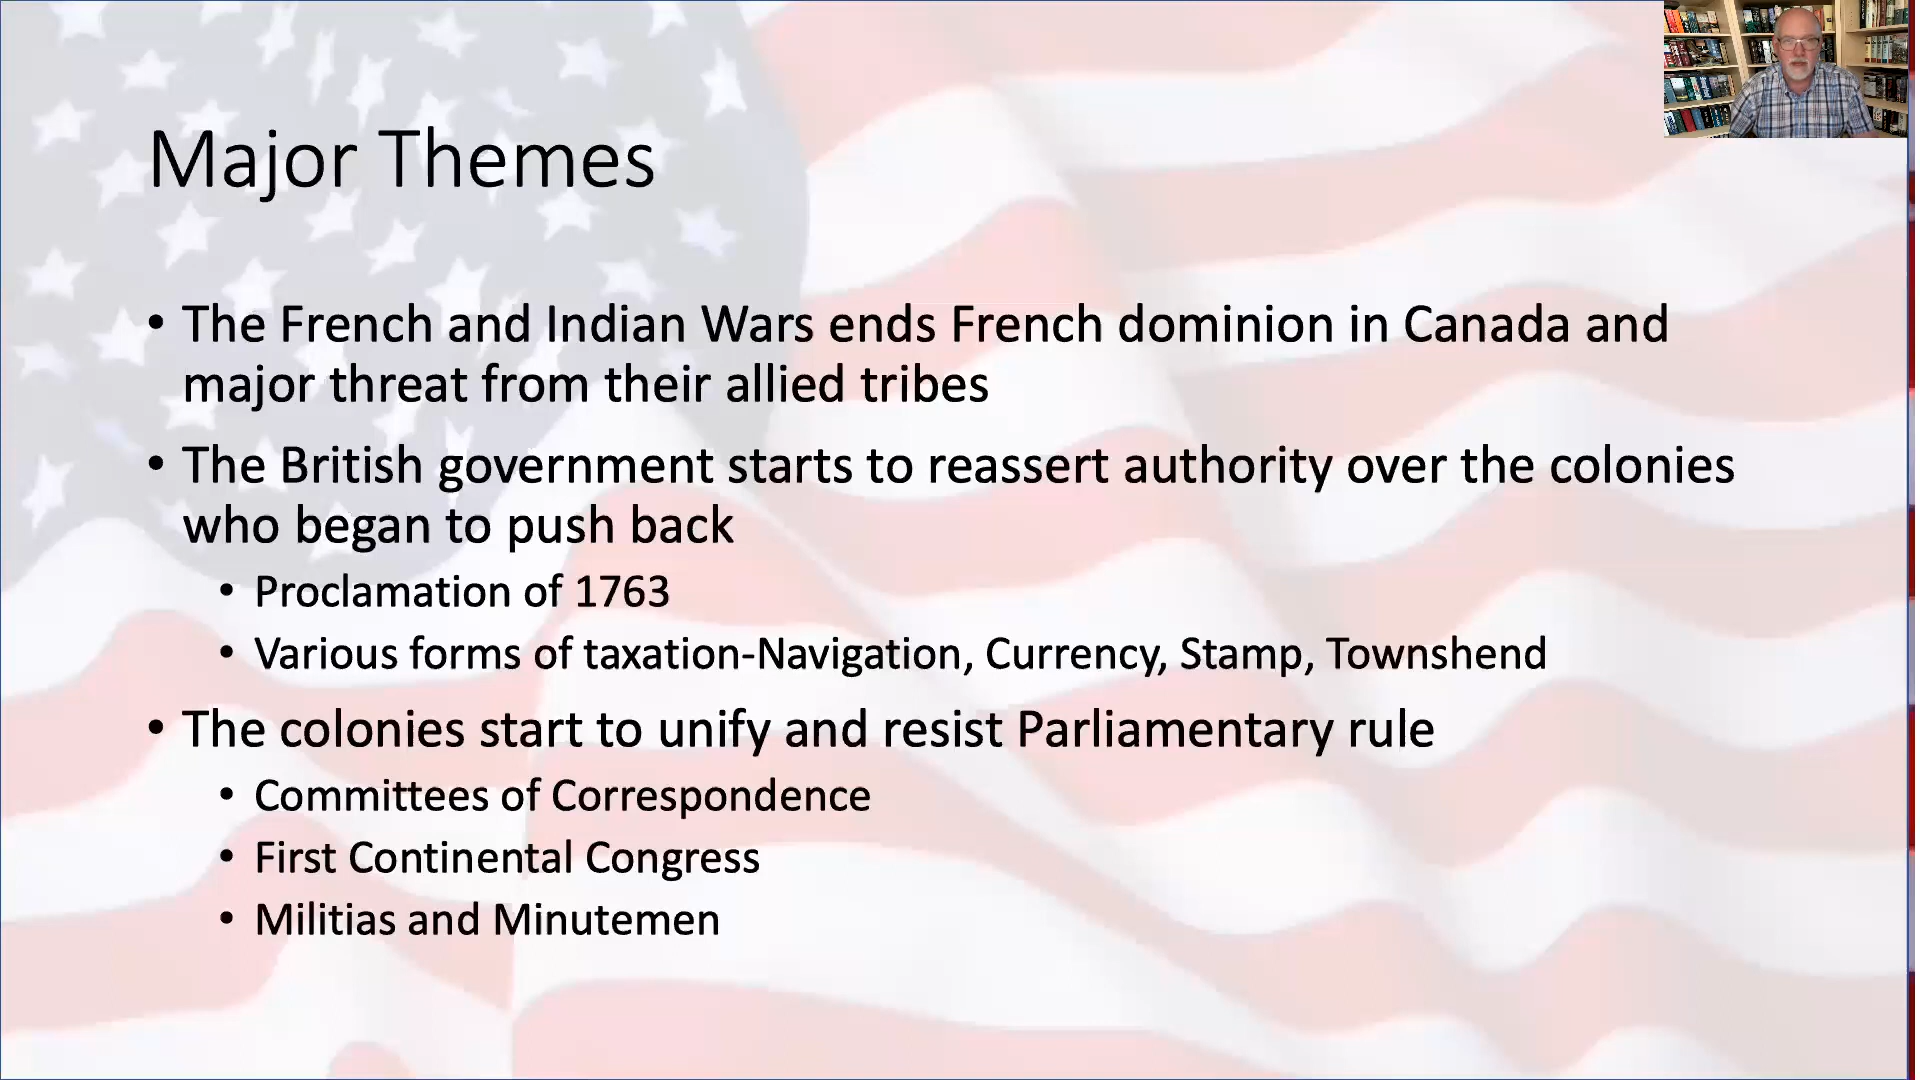 Major Themes
• The French and Indian Wars ends French dominion in Canada and
major threat from their allied tribes
• The British government starts to reassert authority over the colonies
who began to push back
• Proclamation of 1763
• Various forms of taxation-Navigation, Currency, Stamp, Townshend
• The colonies start to unify and resist Parliamentary rule
• Committees of Correspondence
• First Continental Congress
• Militias and Minutemen